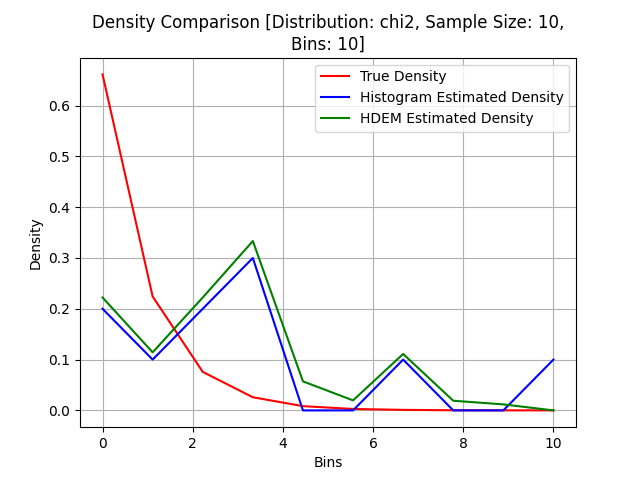 Density Comparison [Distribution: chi2, Sample Size: 10,
Bins: 10]
True Density
Histogram Estimated Density
HDEM Estimated Density
Density
0.6
0.5
0.4
0.3
0.2
0.1
0.0
0 2 4 6 8 10
Bins